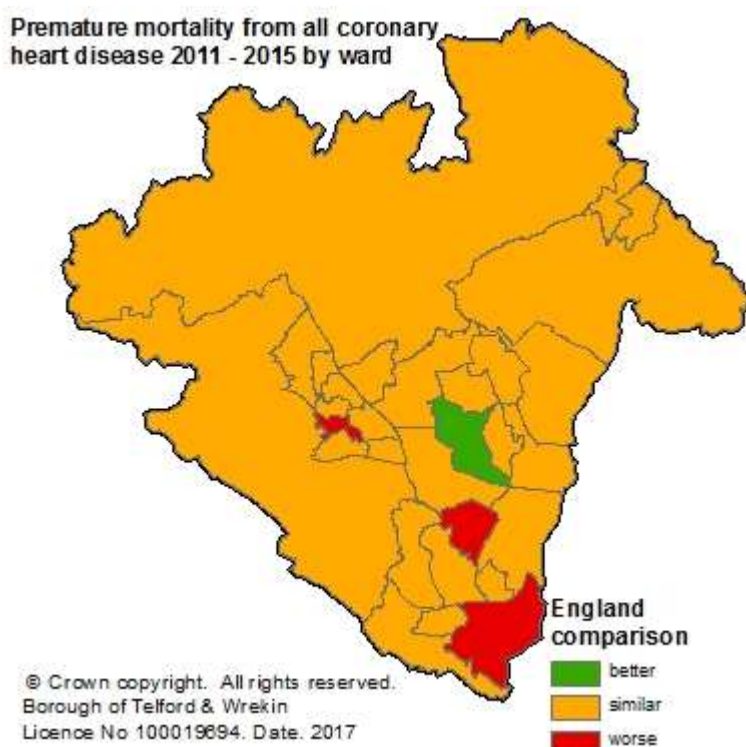 Premature mortality from all coronary
heart disease 2011 - 2015 by ward
England
comparison
better
similar
worse
© Crown copyright. All rights reserved.
Borough of Telford & Wrekin
Licence No 100019694. Date. 2017